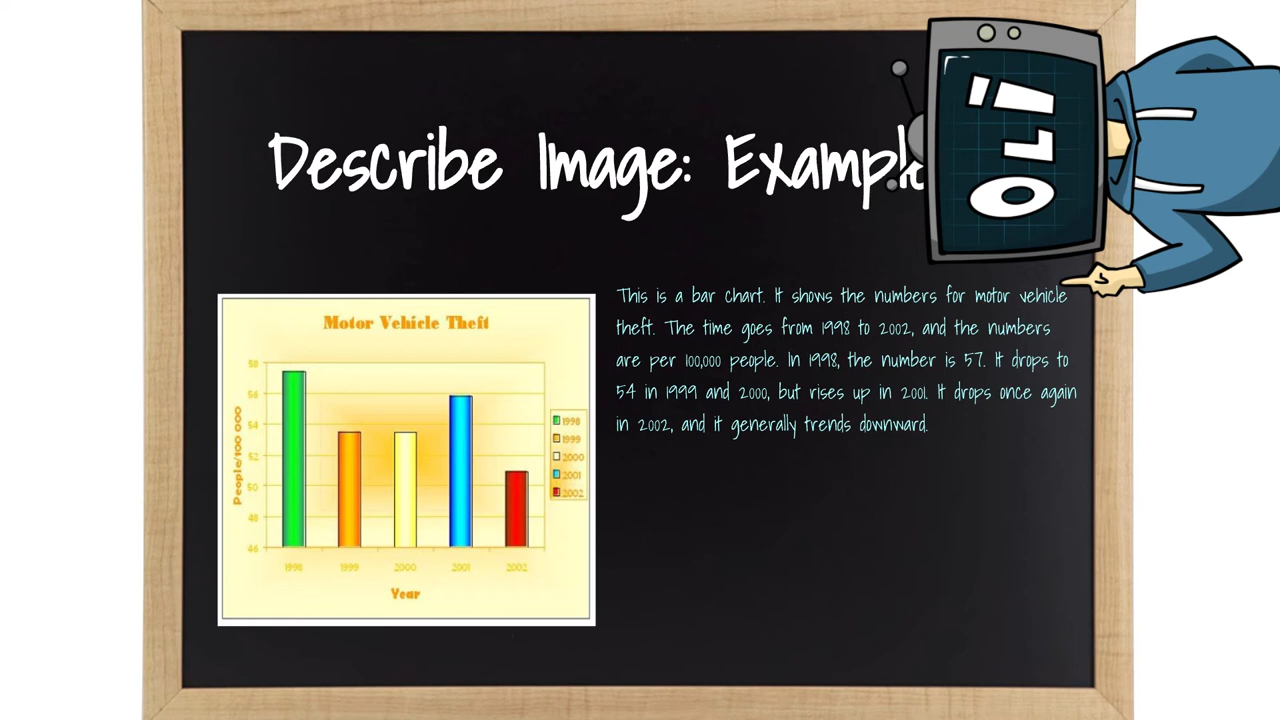 Describe Image: Exampl
OLi
This is a bar chart. It shows the numbers for motor vehicle
theft. The time goes from 1998 to 2002, and the numbers
are per 100,000 people. In 1998, the number is 57. It drops to
54 in 1999 and 2000, but rises up in 2001. It drops once again
in 2002, and it generally trends downward.
Motor Vehicle Theft
People/100 000
58
56
54
52
50
48
46
1998 1999 2000 2001 2002
Year
1998
1999
2000
2001
2002